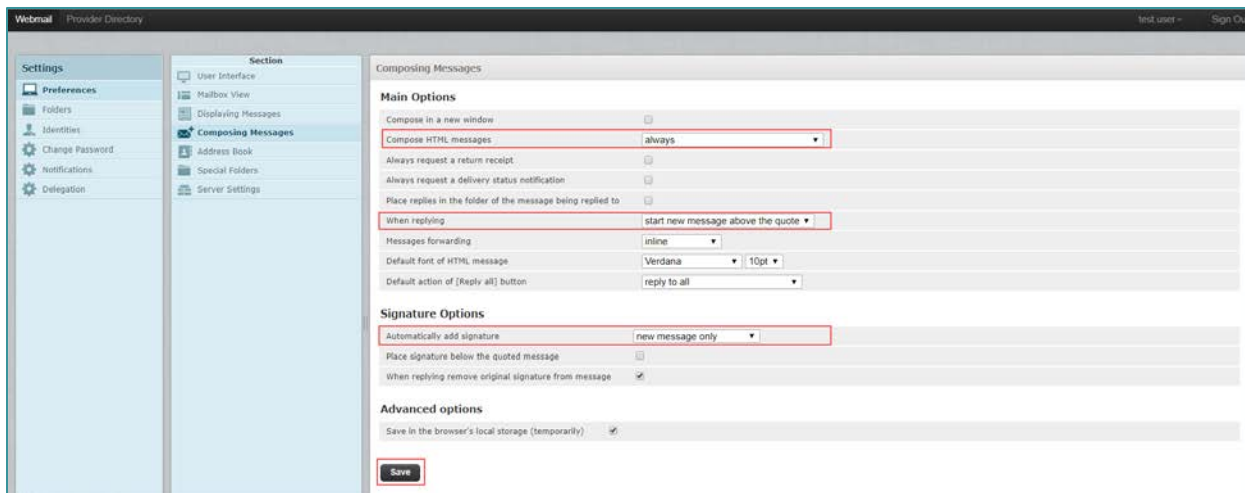 Webmail Provider Directory test user Sign Ou
Settings
Preferences
Folders
Identities
Change Password
Notifications
Delegation
Section
User Interface
Mailbox View
Displaying Messages
Composing Messages
Address Book
Special Folders
Server Settings
Composing Messages
Main Options
Compose in a new window
Compose HTML messages always
Always request a return receipt
Always request a delivery status notification
Place replies in the folder of the message being replied to
When replying start new message above the quote
Messages forwarding inline
Default font of HTML message Verdana 10pt
Default action of [Reply all] button reply to all
Signature Options
Automatically add signature new message only
Place signature below the quoted message
When replying remove original signature from message
Advanced options
Save in the browser's local storage (temporarily)
Save